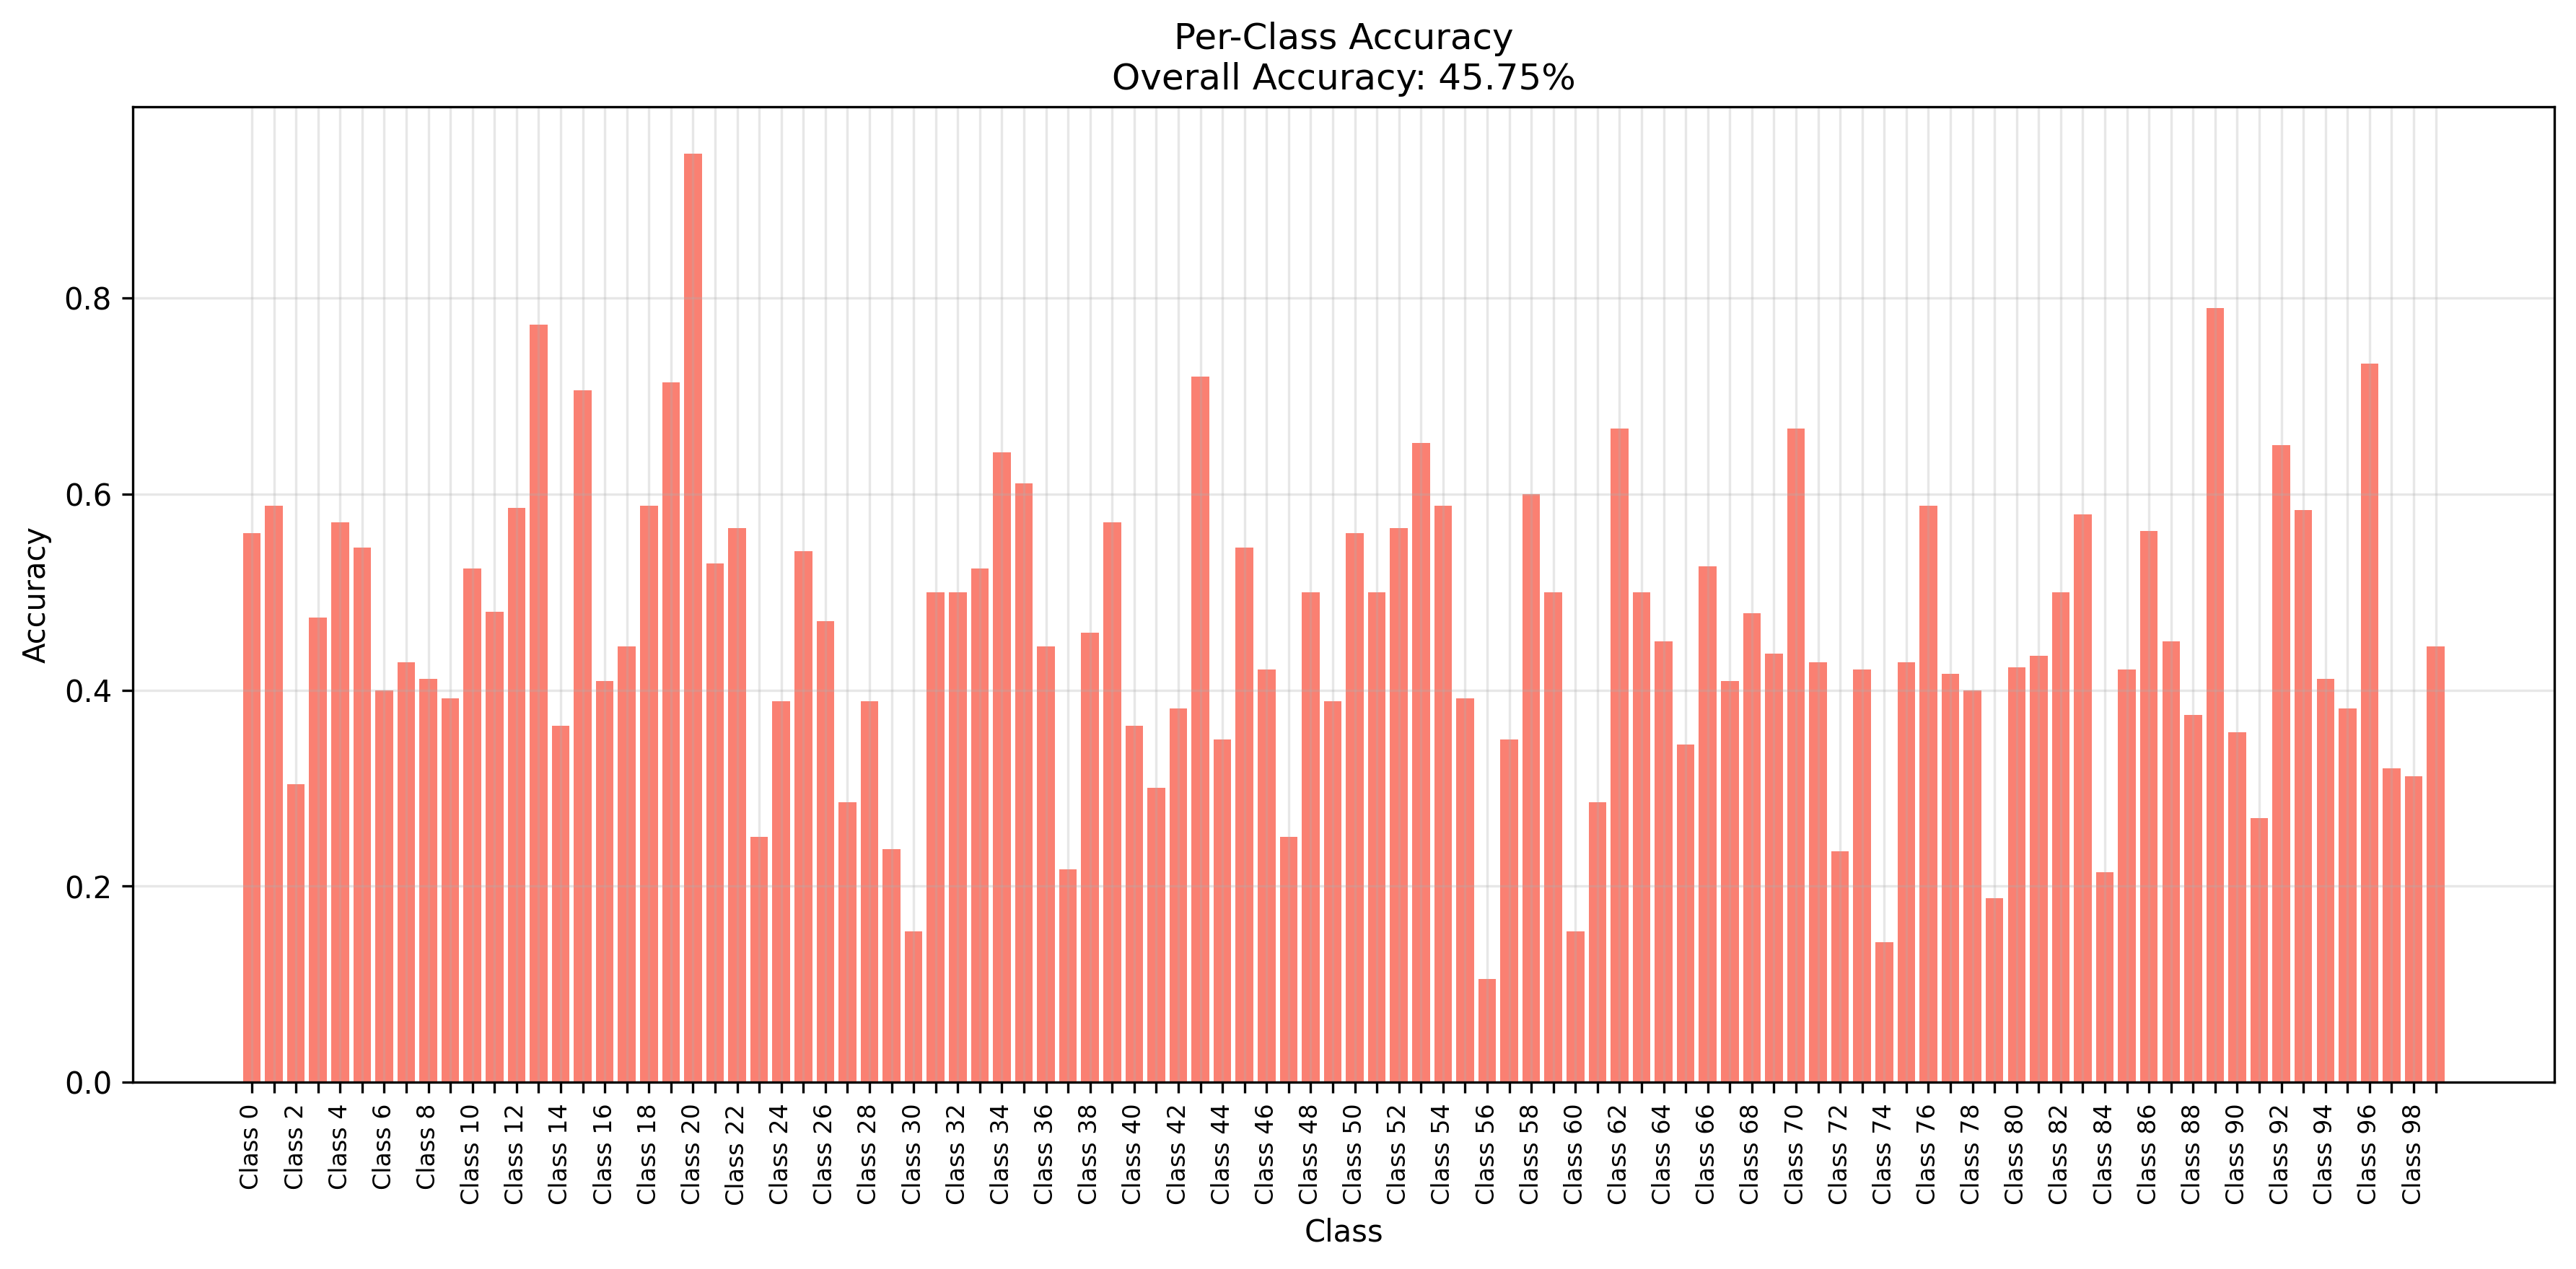 Per-Class Accuracy
Overall Accuracy: 45.75%
Accuracy
0.8
0.6
0.4
0.2
0.0
Class 0
Class 2
Class 4
Class 6
Class 8
Class 10
Class 12
Class 14
Class 16
Class 18
Class 20
Class 22
Class 24
Class 26
Class 28
Class 30
Class 32
Class 34
Class 36
Class 38
Class 40
Class 42
Class 44
Class 46
Class 48
Class 50
Class 52
Class 54
Class 56
Class 58
Class 60
Class 62
Class 64
Class 66
Class 68
Class 70
Class 72
Class 74
Class 76
Class 78
Class 80
Class 82
Class 84
Class 86
Class 88
Class 90
Class 92
Class 94
Class 96
Class 98
Class